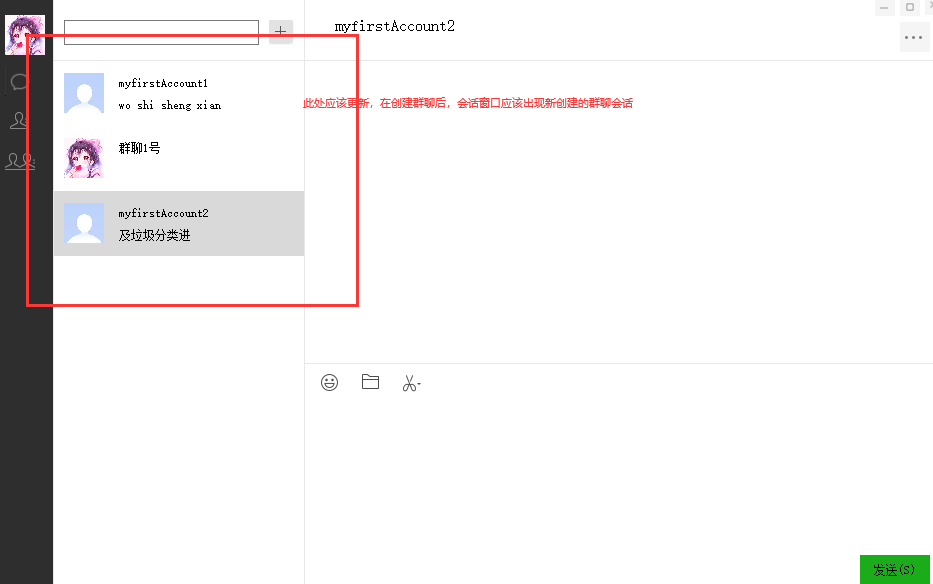 myfirstAccount2
myfirstAccount1
wo shi sheng xian
此处应该更新，在创建群聊后，会话窗口应该出现新创建的群聊会话
群聊1号
myfirstAccount2
及垃圾分类进
发送(S)